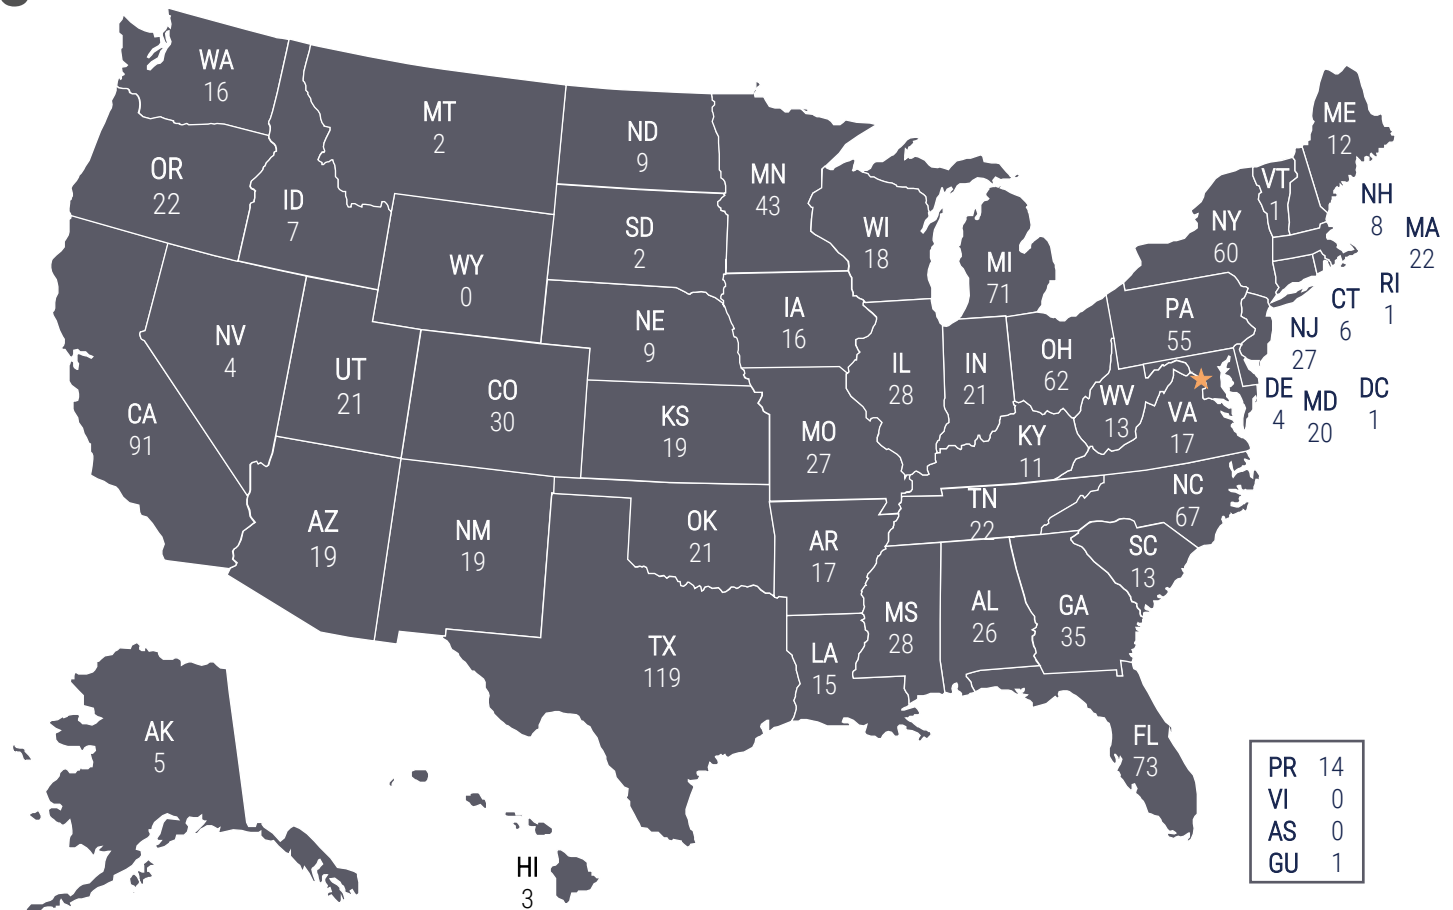 WA
16
OR
22
ID
7
MT
2
ND
9
MN
43
SD
2
WY
0
WI
18
MI
71
NY
60
VT
1
ME
12
NH
8
MA
22
RI
1
CT
6
NJ
27
PA
55
NV
4
UT
21
CA
91
CO
30
NE
9
IA
16
KS
19
MO
27
IL
28
IN
21
OH
62
WV
13
VA
17
DE
4
MD
20
DC
1
KY
11
NC
67
TN
22
SC
13
AZ
19
NM
19
OK
21
AR
17
TX
119
LA
15
MS
28
AL
26
GA
35
FL
73
AK
5
HI
3
PR 14
VI 0
AS 0
GU 1